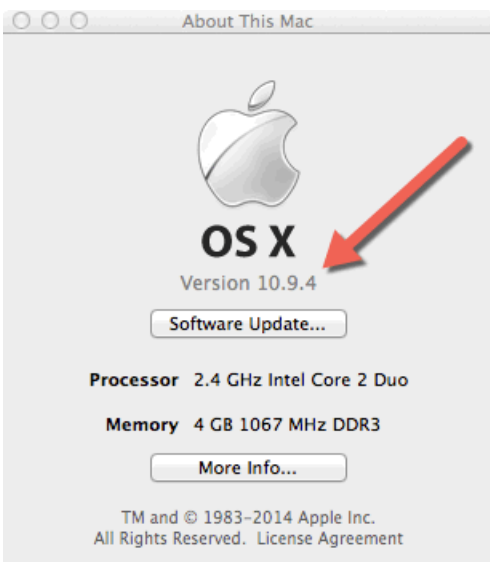 About This Mac
OS X
Version 10.9.4
Software Update...
Processor 2.4 GHz Intel Core 2 Duo
Memory 4 GB 1067 MHz DDR3
More Info...
TM and © 1983-2014 Apple Inc.
All Rights Reserved. License Agreement